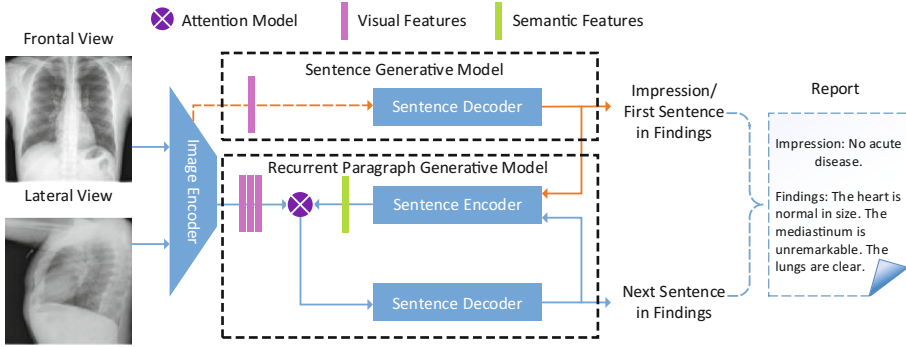 Attention Model
Visual Features
Semantic Features
Frontal View
Lateral View
Image Encoder
Sentence Generative Model
Sentence Decoder
Recurrent Paragraph Generative Model
Sentence Encoder
Sentence Decoder
Impression/
First Sentence
in Findings
Next Sentence
in Findings
Report
Impression: No acute
disease.
Findings: The heart is
normal in size. The
mediastinum is
unremarkable. The
lungs are clear.